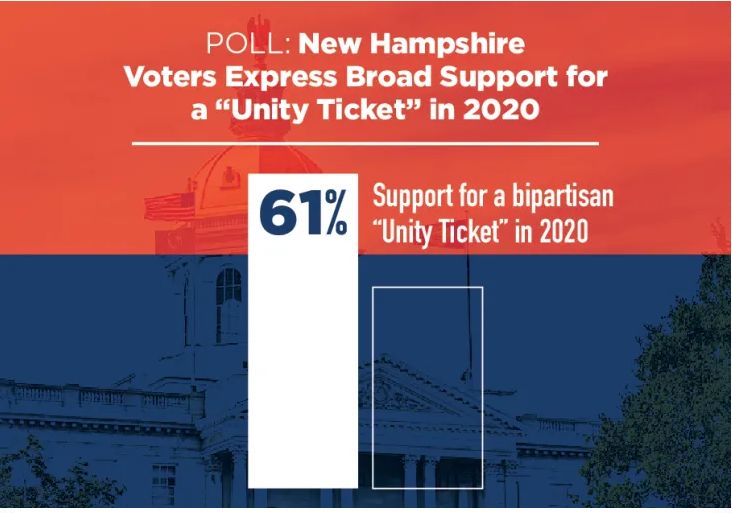 POLL: New Hampshire
Voters Express Broad Support for
a “Unity Ticket” in 2020
61%
Support for a bipartisan
“Unity Ticket” in 2020